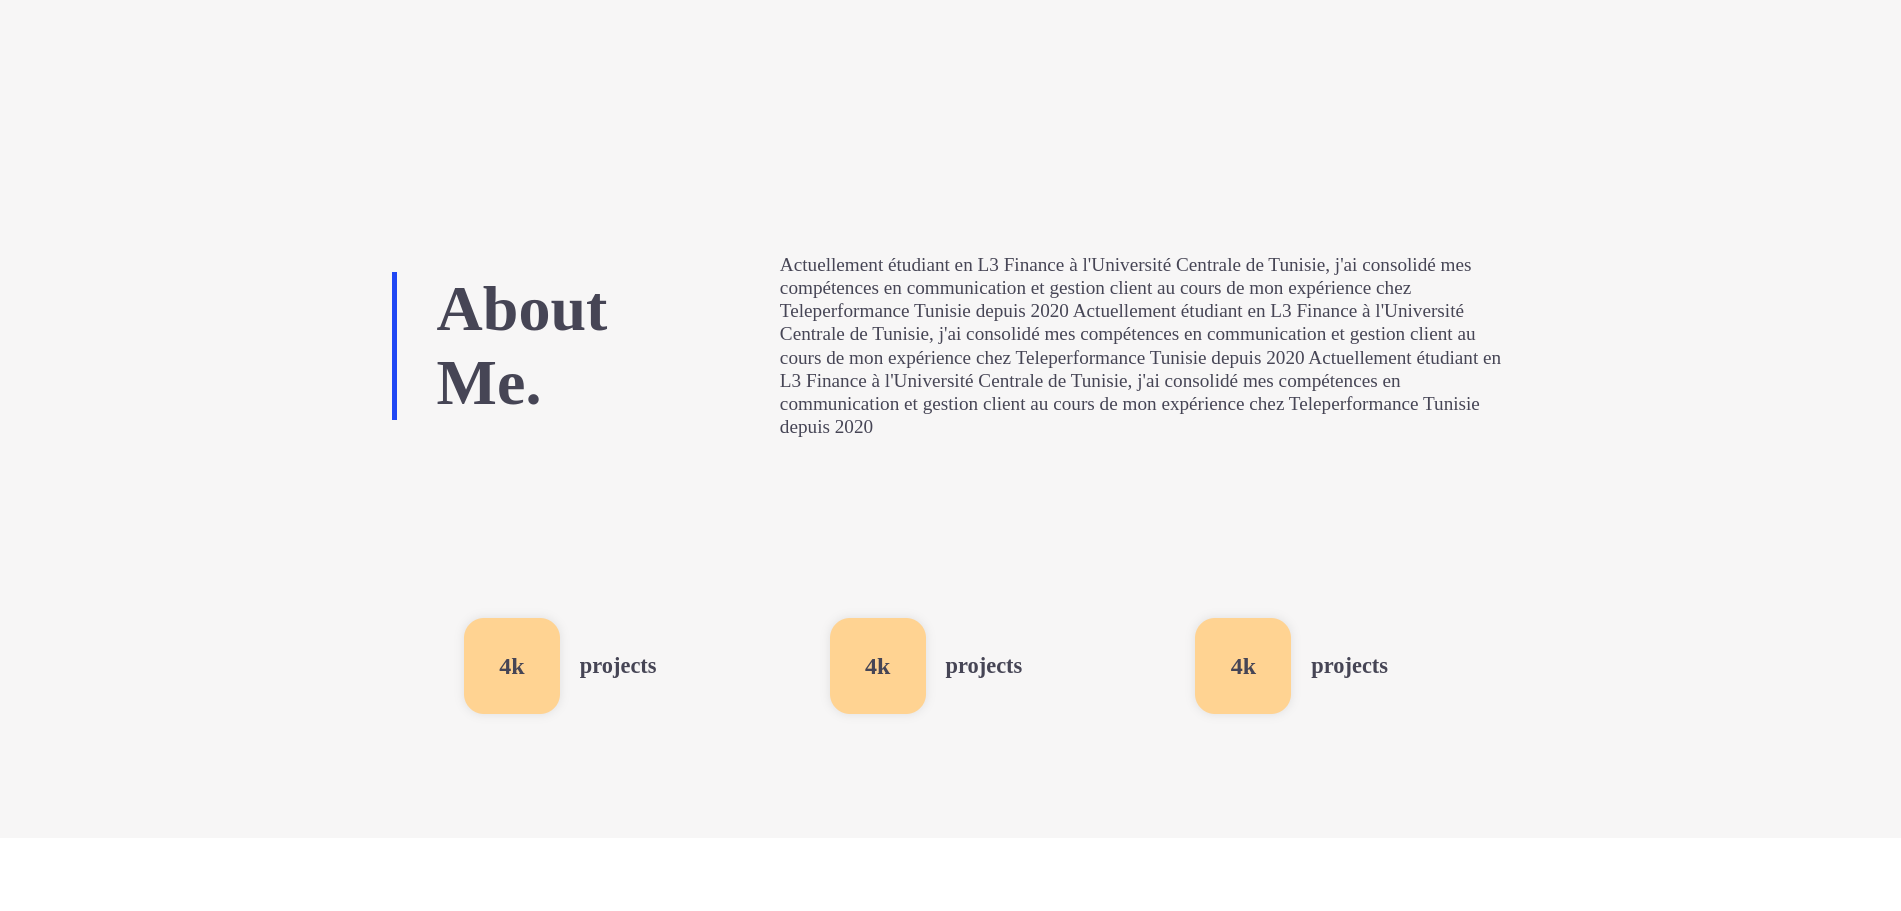 About
Me.
Actuellement étudiant en L3 Finance à l'Université Centrale de Tunisie, j'ai consolidé mes
compétences en communication et gestion client au cours de mon expérience chez
Teleperformance Tunisie depuis 2020 Actuellement étudiant en L3 Finance à l'Université
Centrale de Tunisie, j'ai consolidé mes compétences en communication et gestion client au
cours de mon expérience chez Teleperformance Tunisie depuis 2020 Actuellement étudiant en
L3 Finance à l'Université Centrale de Tunisie, j'ai consolidé mes compétences en
communication et gestion client au cours de mon expérience chez Teleperformance Tunisie
depuis 2020
4k projects
4k projects
4k projects